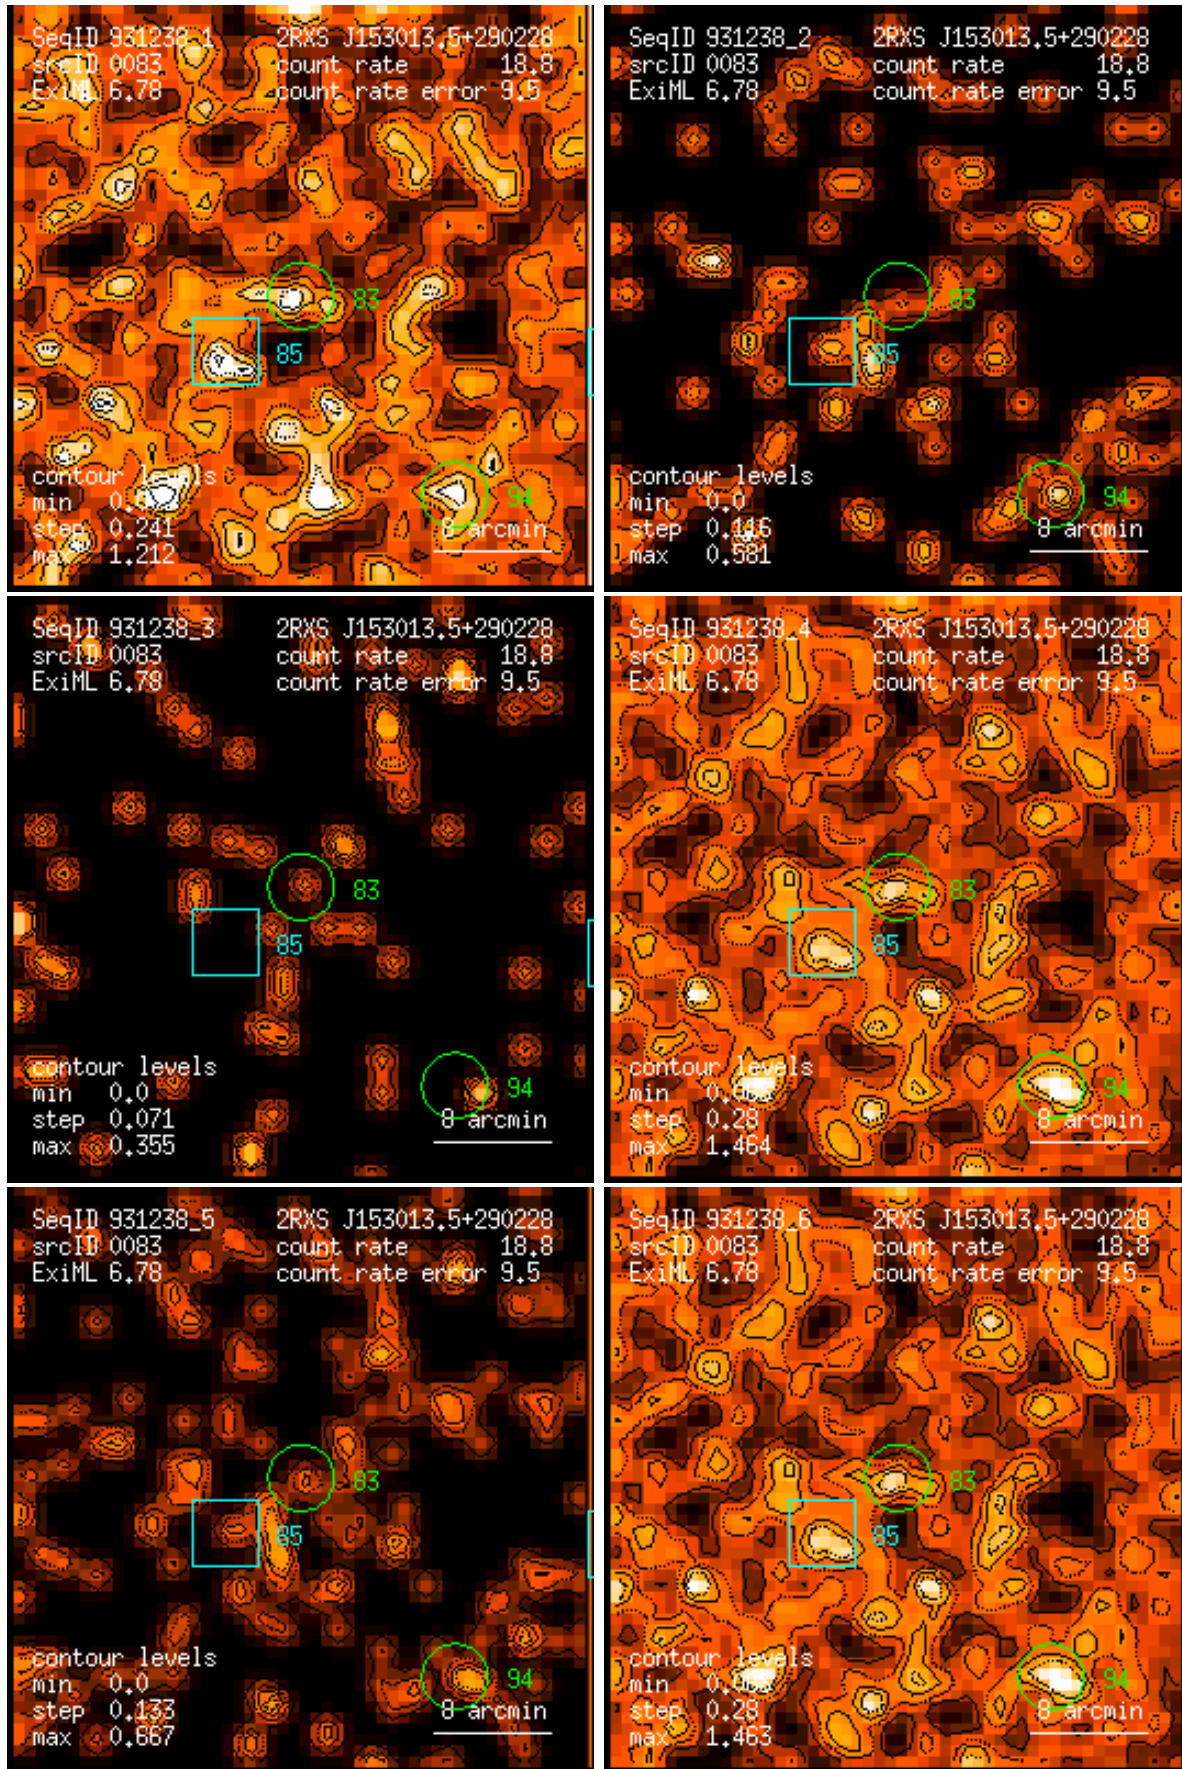 SeqID 931238_1 2RXS J153013.5+290228
srcID 0083 count rate 18.8
ExiML 6.78 count rate error 9.5
83
85
contour levels
min
94
step 0.241 8 arcmin
max 1.212
SeqID 931238_2 2RXS J153013.5+290228
srcID 0083 count rate 18.8
ExiML 6.78 count rate error 9.5
83
85
contour levels
min 0.0
94
step 0.116 8 arcmin
max 0.581
SeqID 931238_3 2RXS J153013.5+290228
srcID 0083 count rate 18.8
ExiML 6.78 count rate error 9.5
83
85
contour levels
min 0.0
94
step 0.071 8 arcmin
max 0.355
SeqID 931238_4 2RXS J153013.5+290228
srcID 0083 count rate 18.8
ExiML 6.78 count rate error 9.5
83
85
contour levels
min
94
step 0.28 8 arcmin
max 1.464
SeqID 931238_5 2RXS J153013.5+290228
srcID 0083 count rate 18.8
ExiML 6.78 count rate error 9.5
83
85
contour levels
min 0.0
94
step 0.133 8 arcmin
max 0.667
SeqID 931238_6 2RXS J153013.5+290228
srcID 0083 count rate 18.8
ExiML 6.78 count rate error 9.5
83
85
contour levels
min
94
step 0.28 8 arcmin
max 1.463